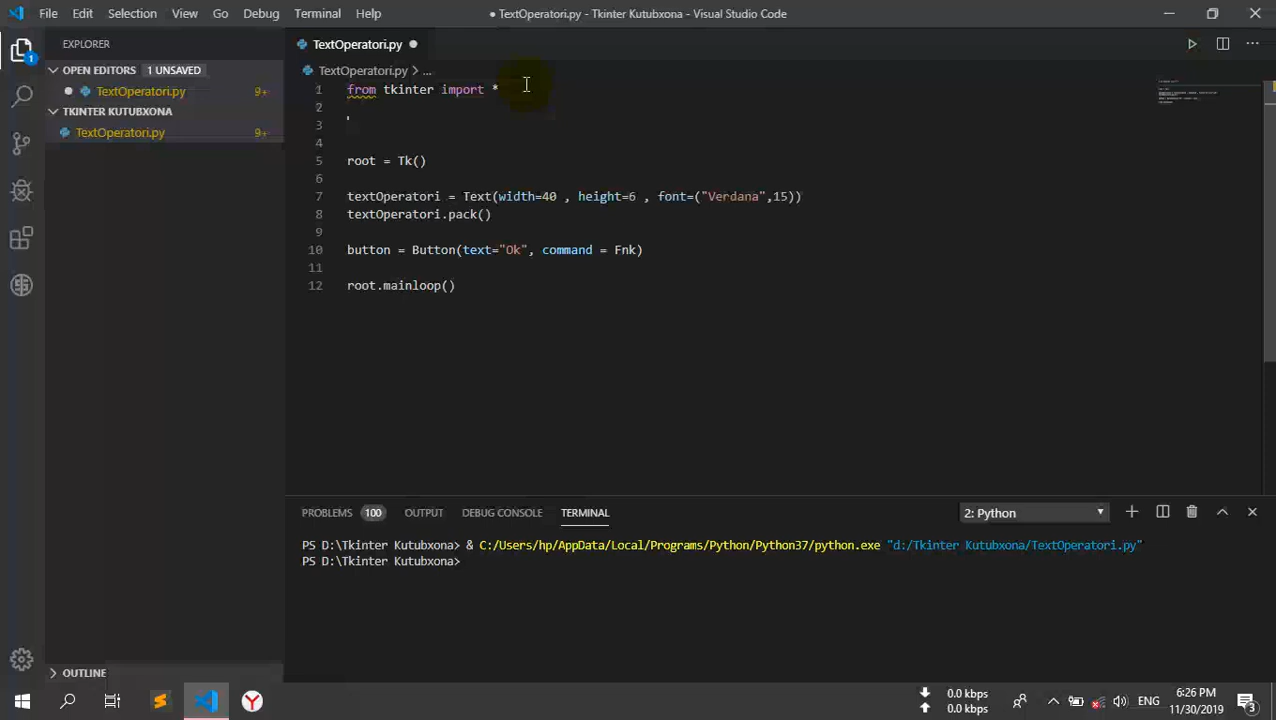 File Edit Selection View Go Debug Terminal Help
● TextOperatori.py - Tkinter Kutubxona - Visual Studio Code
EXPLORER
OPEN EDITORS 1 UNSAVED
TextOperatori.py 9+
TKINTER KUTUBXONA
TextOperatori.py 9+
OUTLINE
1
TextOperatori.py ●
TextOperatori.py > ...
1 from tkinter import *
2
3
4
5 root = Tk()
6
7 textOperatori = Text(width=40 , height=6 , font=("Verdana",15))
8 textOperatori.pack()
9
10 button = Button(text="Ok", command = Fnk)
11
12 root.mainloop()
PROBLEMS 100 OUTPUT DEBUG CONSOLE TERMINAL
2: Python
PS D:\Tkinter Kutubxona> & C:/Users/hp/AppData/Local/Programs/Python/Python37/python.exe "d:/Tkinter Kutubxona/TextOperatori.py"
PS D:\Tkinter Kutubxona>
0.0 kbps
0.0 kbps
ENG
6:26 PM
11/30/2019
3